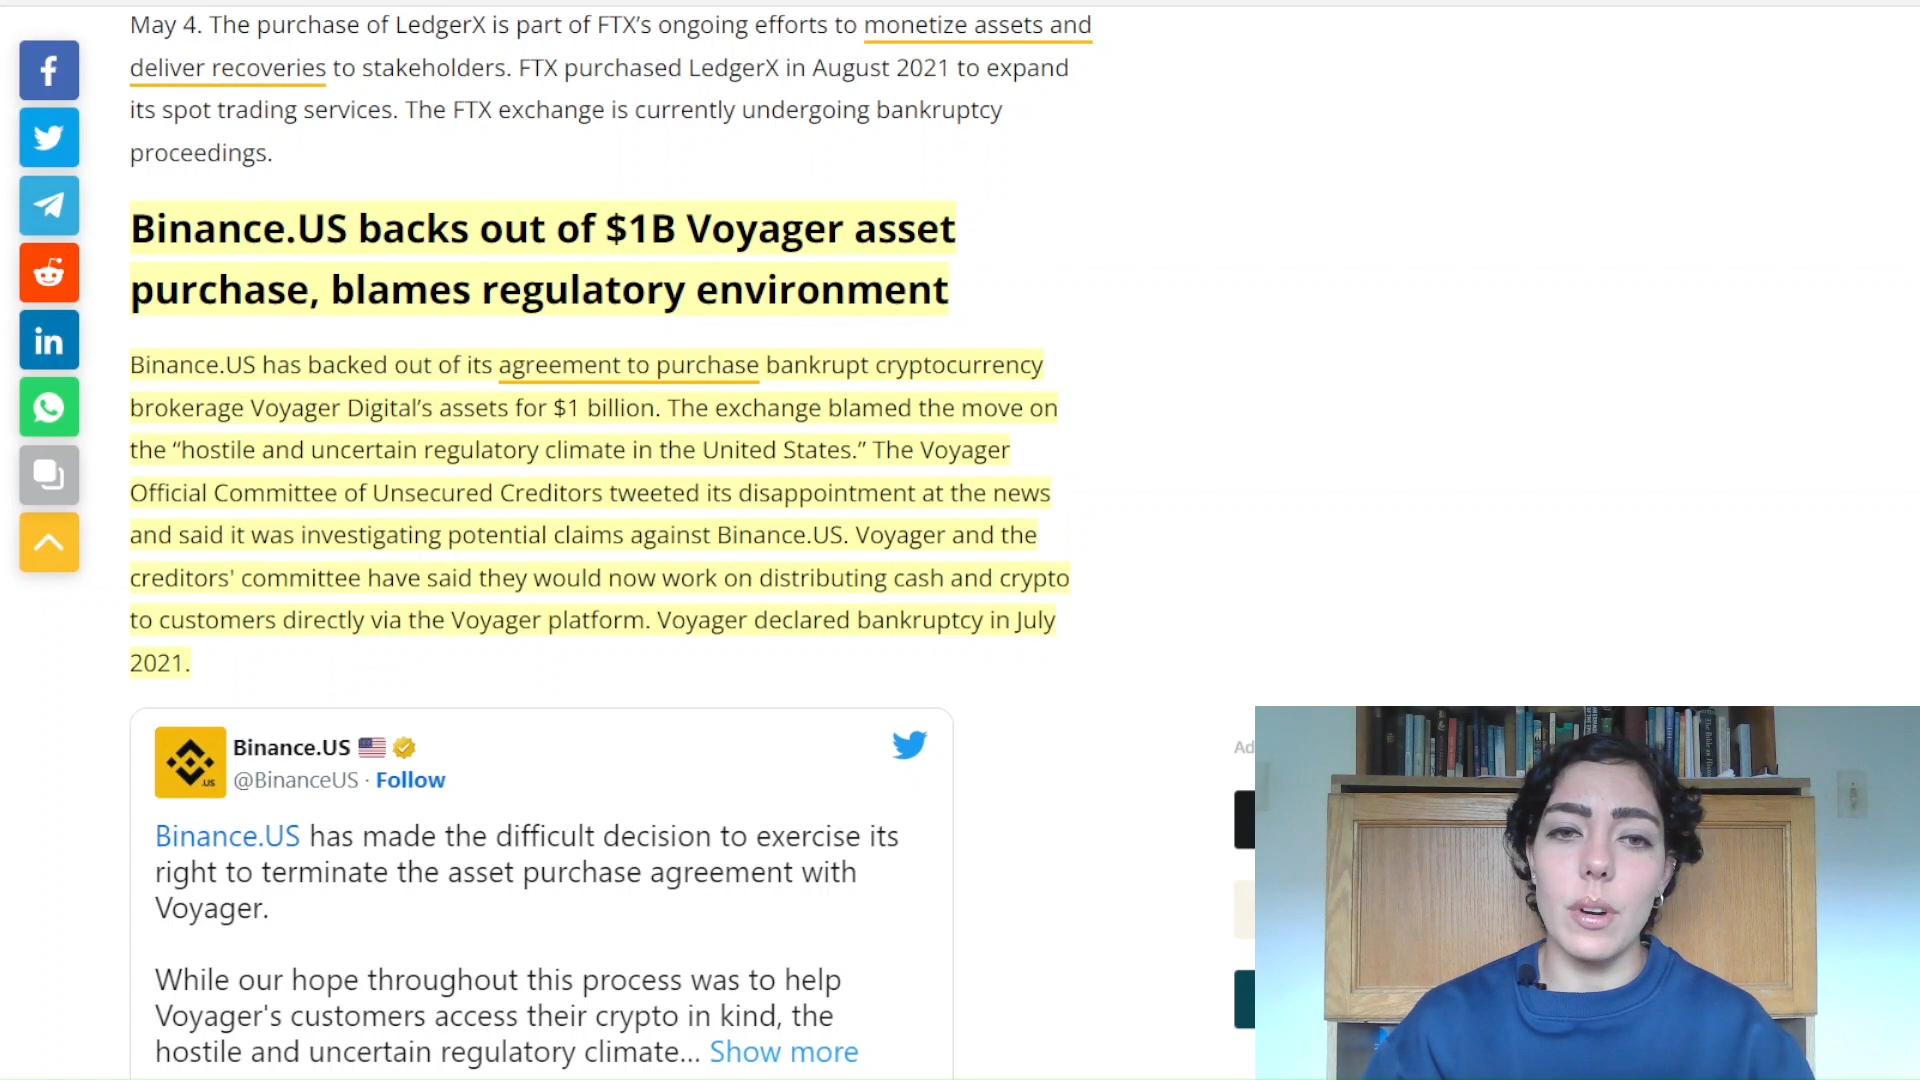 May 4. The purchase of LedgerX is part of FTX’s ongoing efforts to monetize assets and
deliver recoveries to stakeholders. FTX purchased LedgerX in August 2021 to expand
its spot trading services. The FTX exchange is currently undergoing bankruptcy
proceedings.
Binance.US backs out of $1B Voyager asset
purchase, blames regulatory environment
Binance.US has backed out of its agreement to purchase bankrupt cryptocurrency
brokerage Voyager Digital’s assets for $1 billion. The exchange blamed the move on
the “hostile and uncertain regulatory climate in the United States.” The Voyager
Official Committee of Unsecured Creditors tweeted its disappointment at the news
and said it was investigating potential claims against Binance.US. Voyager and the
creditors' committee have said they would now work on distributing cash and crypto
to customers directly via the Voyager platform. Voyager declared bankruptcy in July
2021.
Binance.US
@BinanceUS · Follow
.US
Binance.US has made the difficult decision to exercise its
right to terminate the asset purchase agreement with
Voyager.
While our hope throughout this process was to help
Voyager's customers access their crypto in kind, the
hostile and uncertain regulatory climate... Show more
Ad